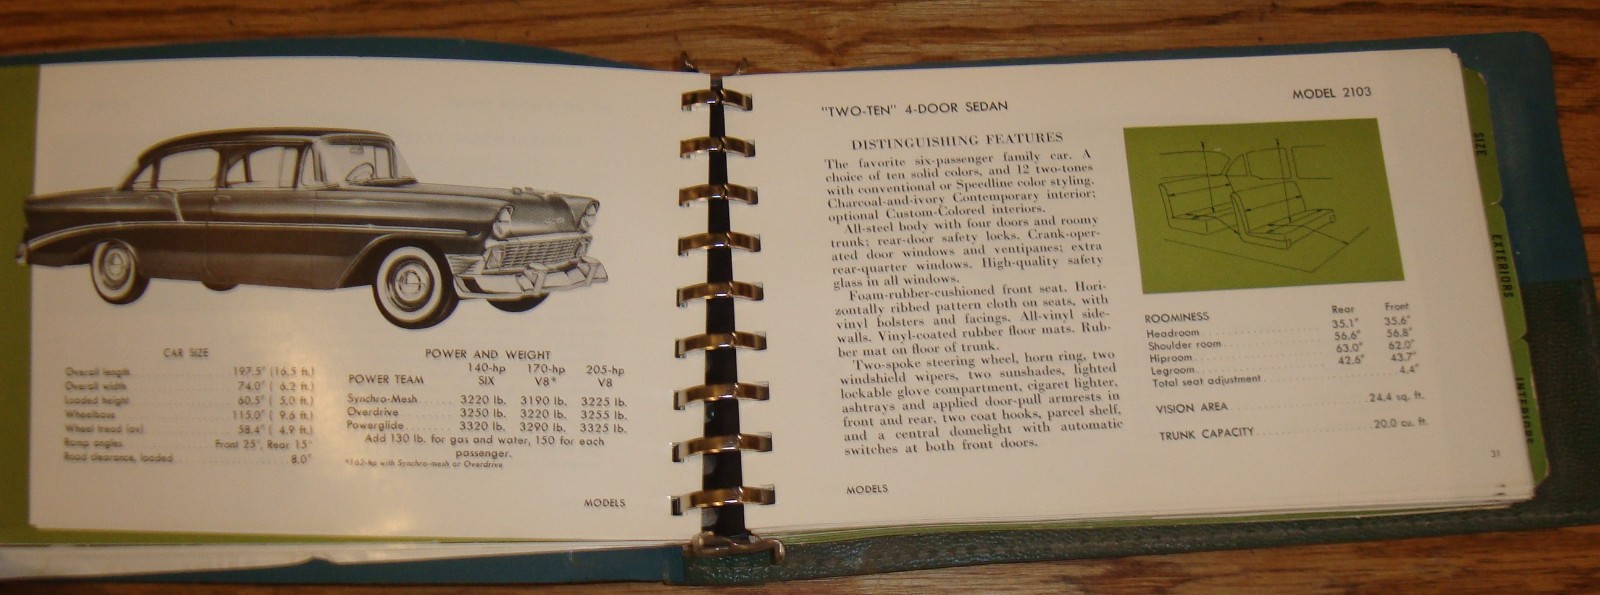 CAR SIZE
Overall length 197.5" (16.5 ft.)
Overall width 74.0" ( 6.2 ft.)
Loaded height 60.5" ( 5.0 ft.)
Wheelbase 115.0" ( 9.6 ft.)
Wheel tread (av) 58.4" ( 4.9 ft.)
Ramp angles Front 25°, Rear 15°
Road clearance, loaded 8.0"
POWER AND WEIGHT
140-hp 170-hp 205-hp
POWER TEAM SIX V8* V8
Synchro-Mesh 3220 lb. 3190 lb. 3225 lb.
Overdrive 3250 lb. 3220 lb. 3255 lb.
Powerglide 3320 lb. 3290 lb. 3325 lb.
Add 130 lb. for gas and water, 150 for each
passenger.
*162-hp with Synchro-mesh or Overdrive
MODELS
"TWO-TEN" 4-DOOR SEDAN
MODEL 2103
DISTINGUISHING FEATURES
The favorite six-passenger family car. A
choice of ten solid colors, and 12 two-tones
with conventional or Speedline color styling.
Charcoal-and-ivory Contemporary interior;
optional Custom-Colored interiors.
All-steel body with four doors and roomy
trunk; rear-door safety locks. Crank-oper-
ated door windows and ventipanes; extra
rear-quarter windows. High-quality safety
glass in all windows.
Foam-rubber-cushioned front seat. Hori-
zontally ribbed pattern cloth on seats, with
vinyl bolsters and facings. All-vinyl side-
walls. Vinyl-coated rubber floor mats. Rub-
ber mat on floor of trunk.
Two-spoke steering wheel, horn ring, two
windshield wipers, two sunshades, lighted
lockable glove compartment, cigaret lighter,
ashtrays and applied door-pull armrests in
front and rear, two coat hooks, parcel shelf,
and a central domelight with automatic
switches at both front doors.
MODELS
ROOMINESS Rear Front
Headroom 35.1" 35.6"
Shoulder room 56.6" 56.8"
Hiproom 63.0" 62.0"
Legroom 42.6" 43.7"
Total seat adjustment 4.4"
VISION AREA 24.4 sq. ft.
TRUNK CAPACITY 20.0 cu. ft.
31
SIZE
EXTERIORS
INTERIORS